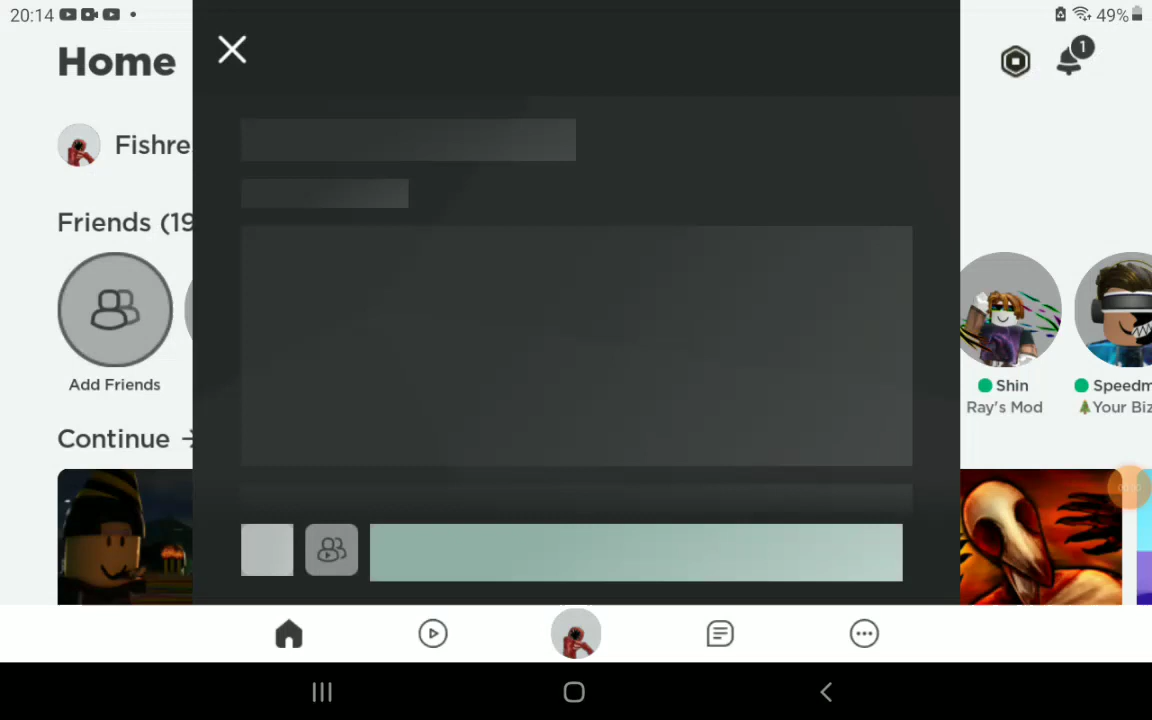 20:14
49%
Home
1
Fishre
Friends (19
Add Friends
Shin
Ray's Mod
Speedm
Your Biz
Continue →